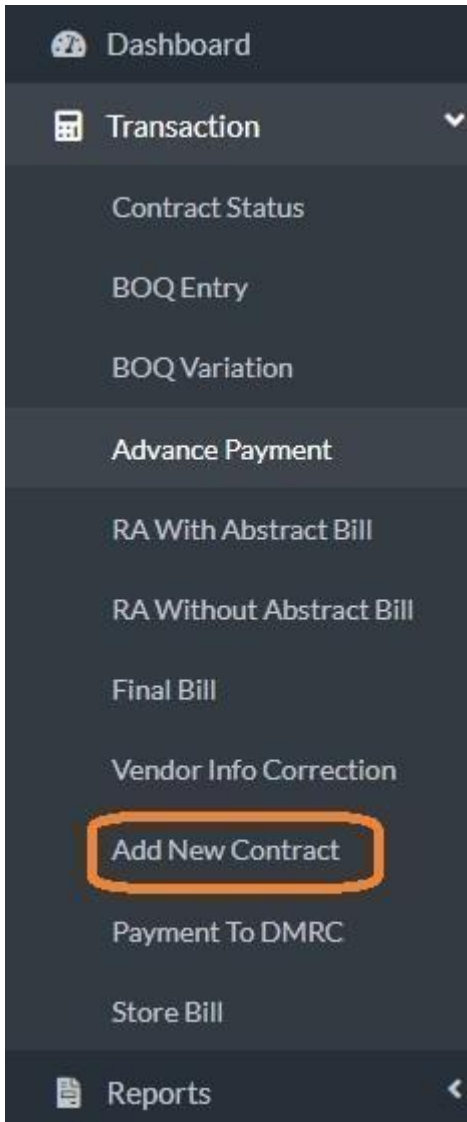 Dashboard
Transaction
Contract Status
BOQ Entry
BOQ Variation
Advance Payment
RA With Abstract Bill
RA Without Abstract Bill
Final Bill
Vendor Info Correction
Add New Contract
Payment To DMRC
Store Bill
Reports